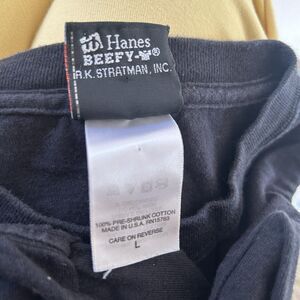 Hanes
BEEFY-T®
R.K. STRATMAN, INC.
100% PRE-SHRUNK COTTON
MADE IN U.S.A. RN15763
CARE ON REVERSE
L